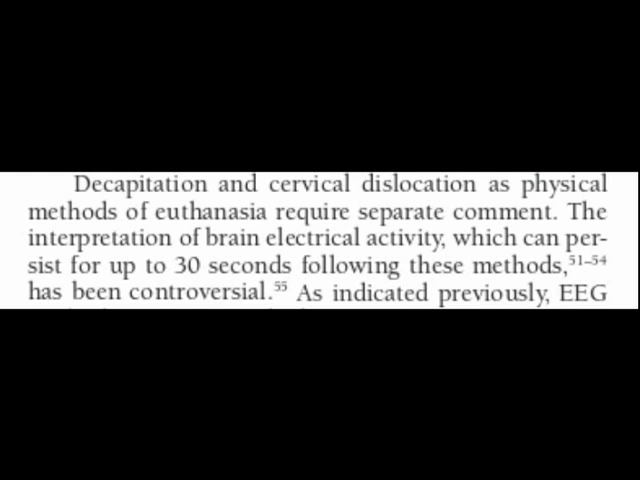 Decapitation and cervical dislocation as physical
methods of euthanasia require separate comment. The
interpretation of brain electrical activity, which can per-
sist for up to 30 seconds following these methods,51–54
has been controversial.55 As indicated previously, EEG